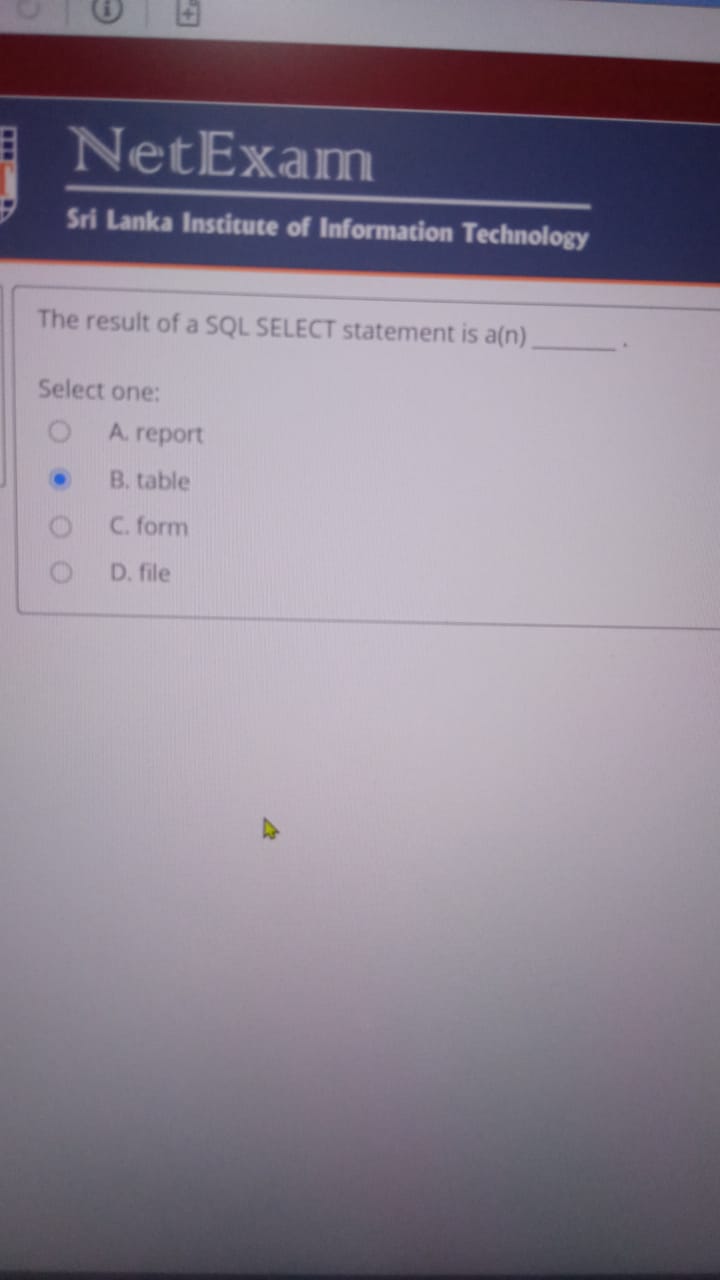 NetExam
Sri Lanka Institute of Information Technology
The result of a SQL SELECT statement is a(n) ________ .
Select one:
A. report
B. table
C. form
D. file